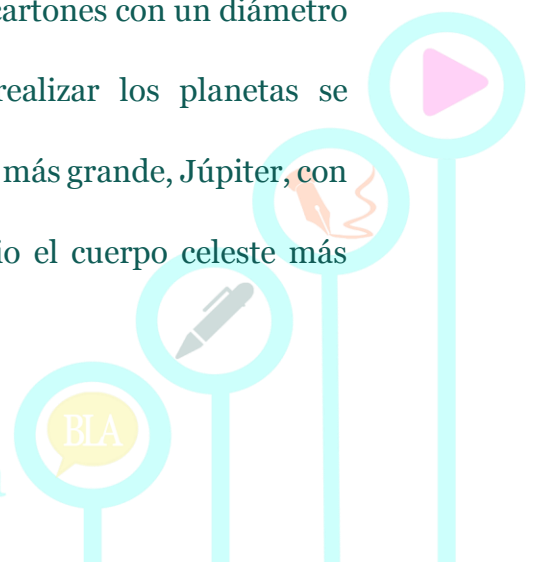 cartones con un diámetro
realizar los planetas se
más grande, Júpiter, con
io el cuerpo celeste más
BLA